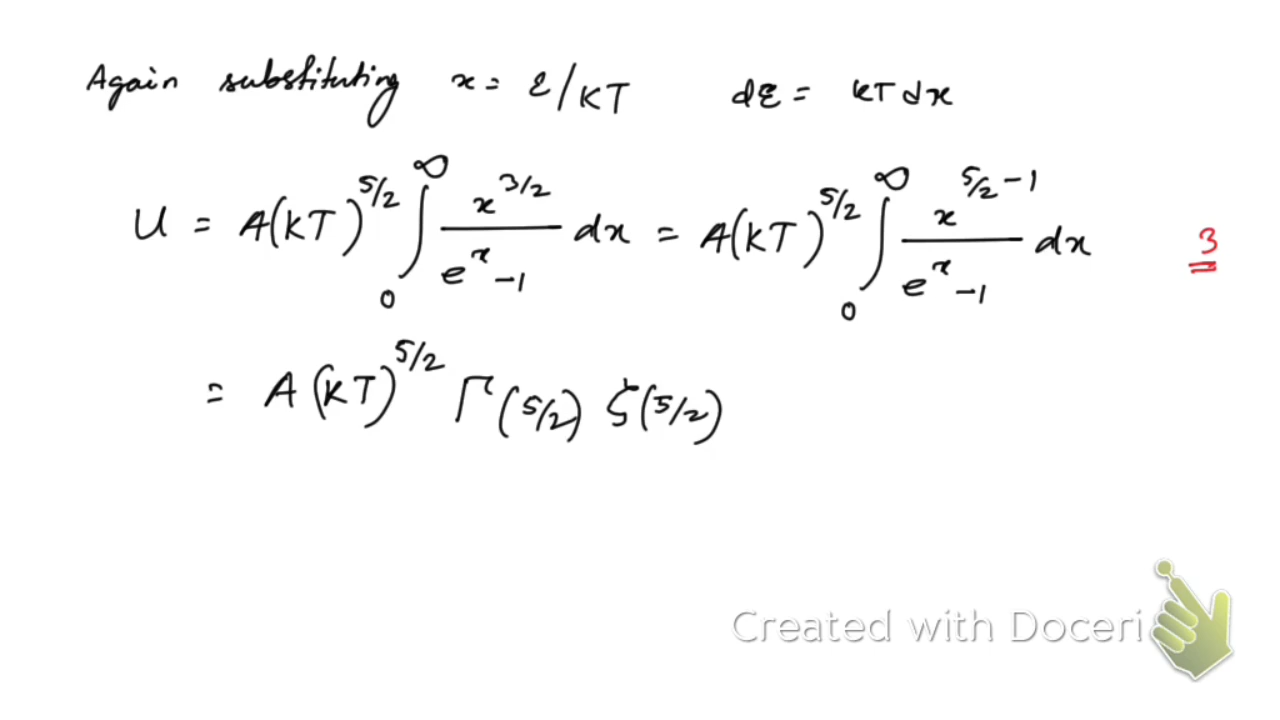 Again substituting x = ε/KT dε = KT dx
U = A(KT)^{5/2} ∫_0^∞ x^{3/2}/(e^x -1) dx = A(KT)^{5/2} ∫_0^∞ x^{5/2 -1}/(e^x -1) dx 3
= A(KT)^{5/2} Γ(5/2) ζ(5/2)
Created with Doceri